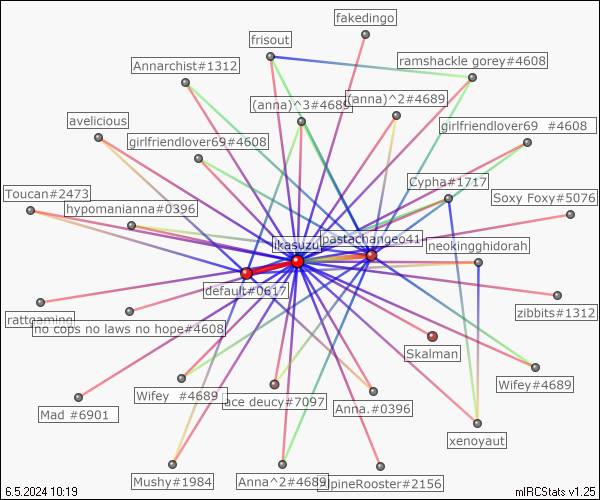 fakedingo
frisout
ramshackle gorey#4608
Annarchist#1312
(anna)^3#4689
(anna)^2#4689
avelicious
girlfriendlover69 #4608
girlfriendlover69#4608
Cypha#1717
Toucan#2473
Soxy Foxy#5076
hypomanianna#0396
ikasuzu
pastachangeo41
neokingghidorah
default#0617
rattgaming
zibbits#1312
no cops no laws no hope#4608
Skalman
Wifey#4689
Wifey #4689
ace deucy#7097
Anna.#0396
Mad #6901
xenoyaut
Mushy#1984
Anna^2#4689
lpineRooster#2156
6.5.2024 10:19
mIRCStats v1.25